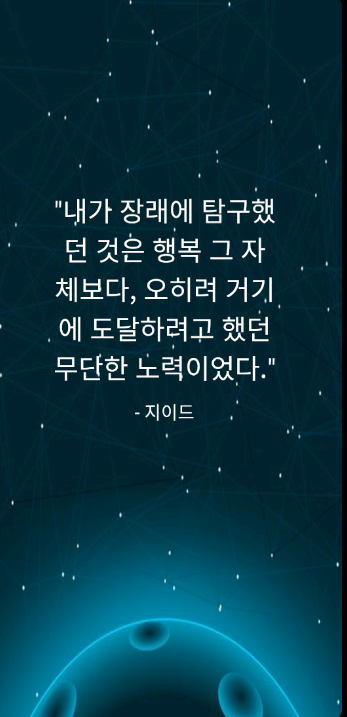 "내가 장래에 탐구했
던 것은 행복 그 자
체보다, 오히려 거기
에 도달하려고 했던
무단한 노력이었다."
- 지이드